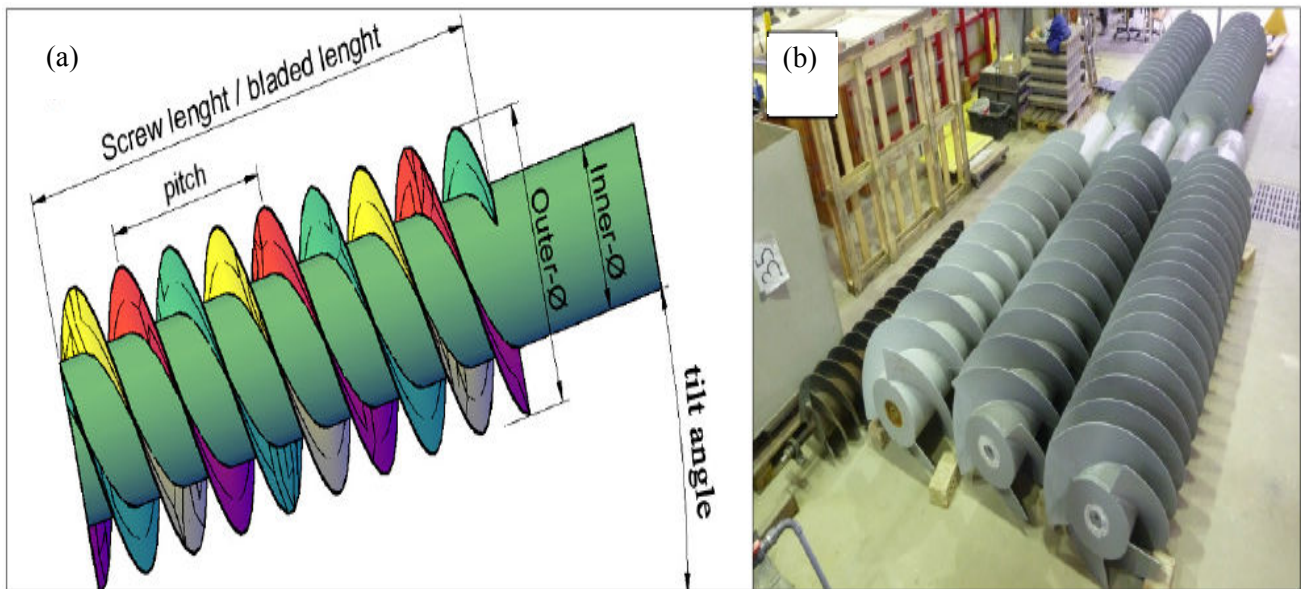 (a)
Screw lenght / bladed lenght
pitch
Inner-Ø
Outer-Ø
tilt angle
(b)
35